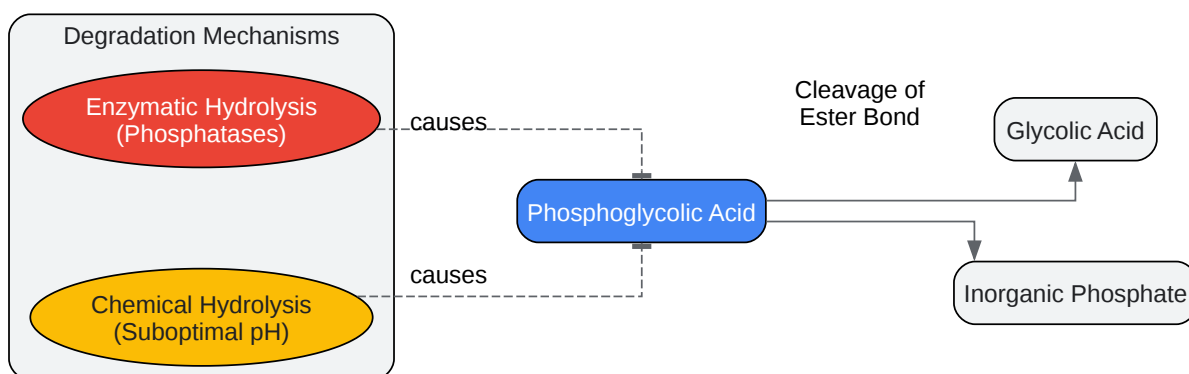 Degradation Mechanisms
Enzymatic Hydrolysis
(Phosphatases)
causes
Cleavage of
Ester Bond
Glycolic Acid
Phosphoglycolic Acid
causes
Inorganic Phosphate
Chemical Hydrolysis
(Suboptimal pH)